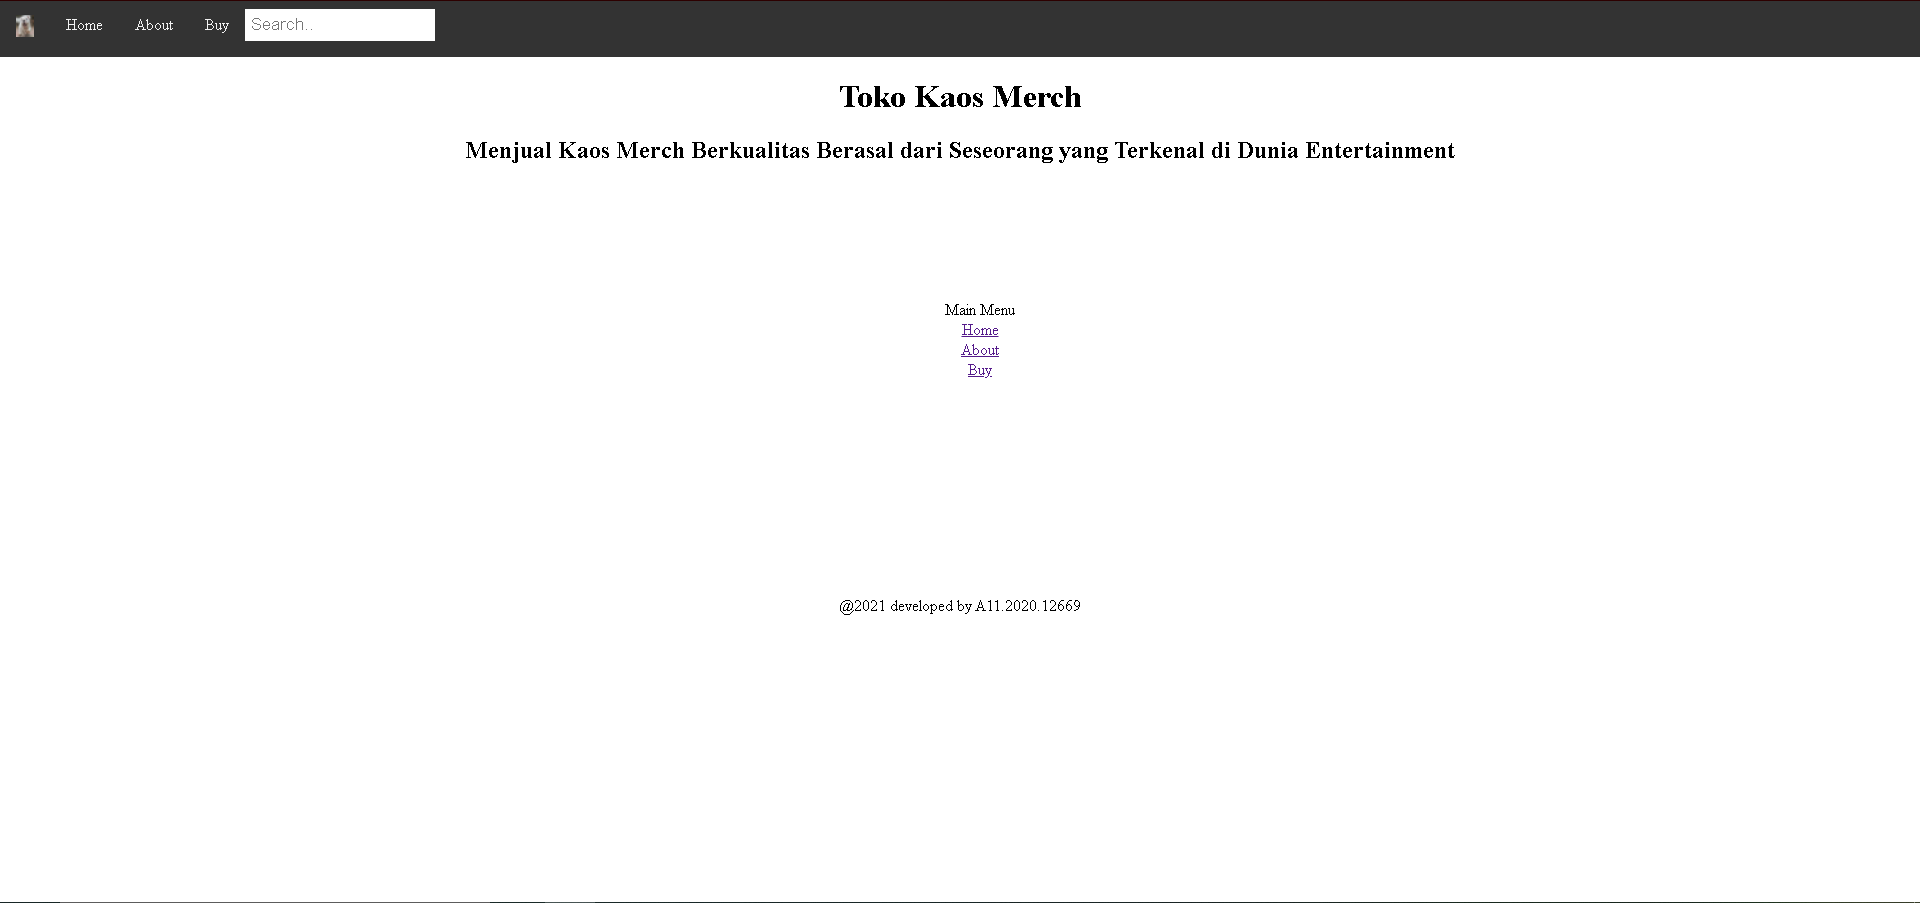 Home About Buy Search..
Toko Kaos Merch
Menjual Kaos Merch Berkualitas Berasal dari Seseorang yang Terkenal di Dunia Entertainment
Main Menu
Home
About
Buy
@2021 developed by A11.2020.12669